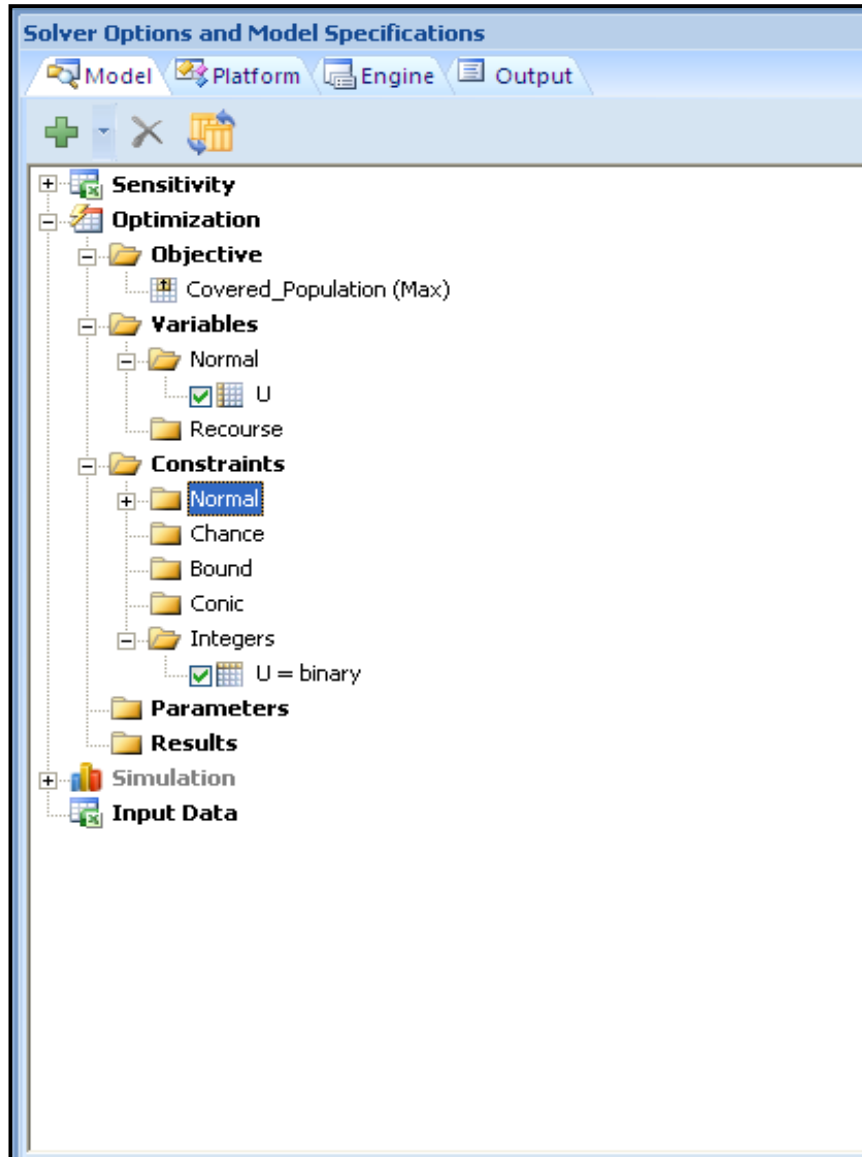 Solver Options and Model Specifications
Model Platform Engine Output
Sensitivity
Optimization
Objective
Covered_Population (Max)
Variables
Normal
U
Recourse
Constraints
Normal
Chance
Bound
Conic
Integers
U = binary
Parameters
Results
Simulation
Input Data